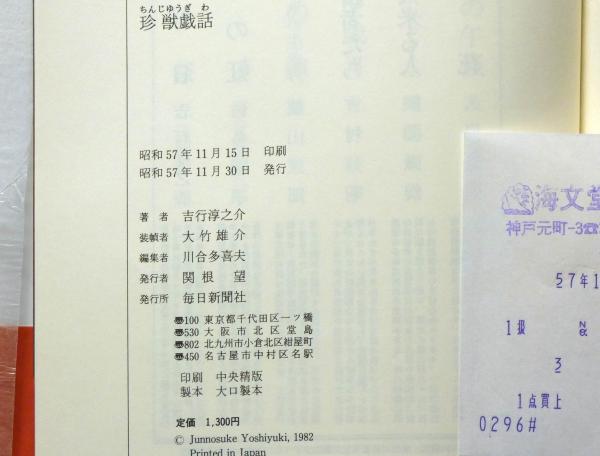 ちんじゆうぎ わ
珍獣戯話
昭和57年11月15日 印刷
昭和57年11月30日 発行
著 者 吉行淳之介
装幀者 大竹雄介
編集者 川合多喜夫
発行者 関根 望
発行所 毎日新聞社
〠100 東京都千代田区一ツ橋
〠530 大阪市北区堂島
〠802 北九州市小倉北区紺屋町
〠450 名古屋市中村区名駅
印刷 中央精版
製本 大口製本
定価 1,300円
© Junnosuke Yoshiyuki, 1982
Printed in Japan
海文堂
神戸元町-3
57年1
1扱 No.
3
1点買上
0296#